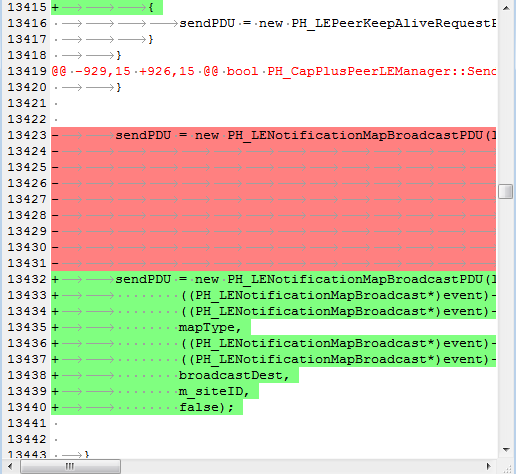 13415 + {
13416 sendPDU = new PH_LEPeerKeepAliveRequestP
13417 }
13418 }
13419 @@ -929,15 +926,15 @@ bool PH_CapPlusPeerLEManager::Send
13420 }
13421
13422
13423 - sendPDU = new PH_LENotificationMapBroadcastPDU(
13424 -
13425 -
13426 -
13427 -
13428 -
13429 -
13430 -
13431 -
13432 + sendPDU = new PH_LENotificationMapBroadcastPDU(
13433 + ((PH_LENotificationMapBroadcast*)event)-
13434 + ((PH_LENotificationMapBroadcast*)event)-
13435 + mapType,
13436 + ((PH_LENotificationMapBroadcast*)event)-
13437 + ((PH_LENotificationMapBroadcast*)event)-
13438 + broadcastDest,
13439 + m_siteID,
13440 + false);
13441
13442
13443 }